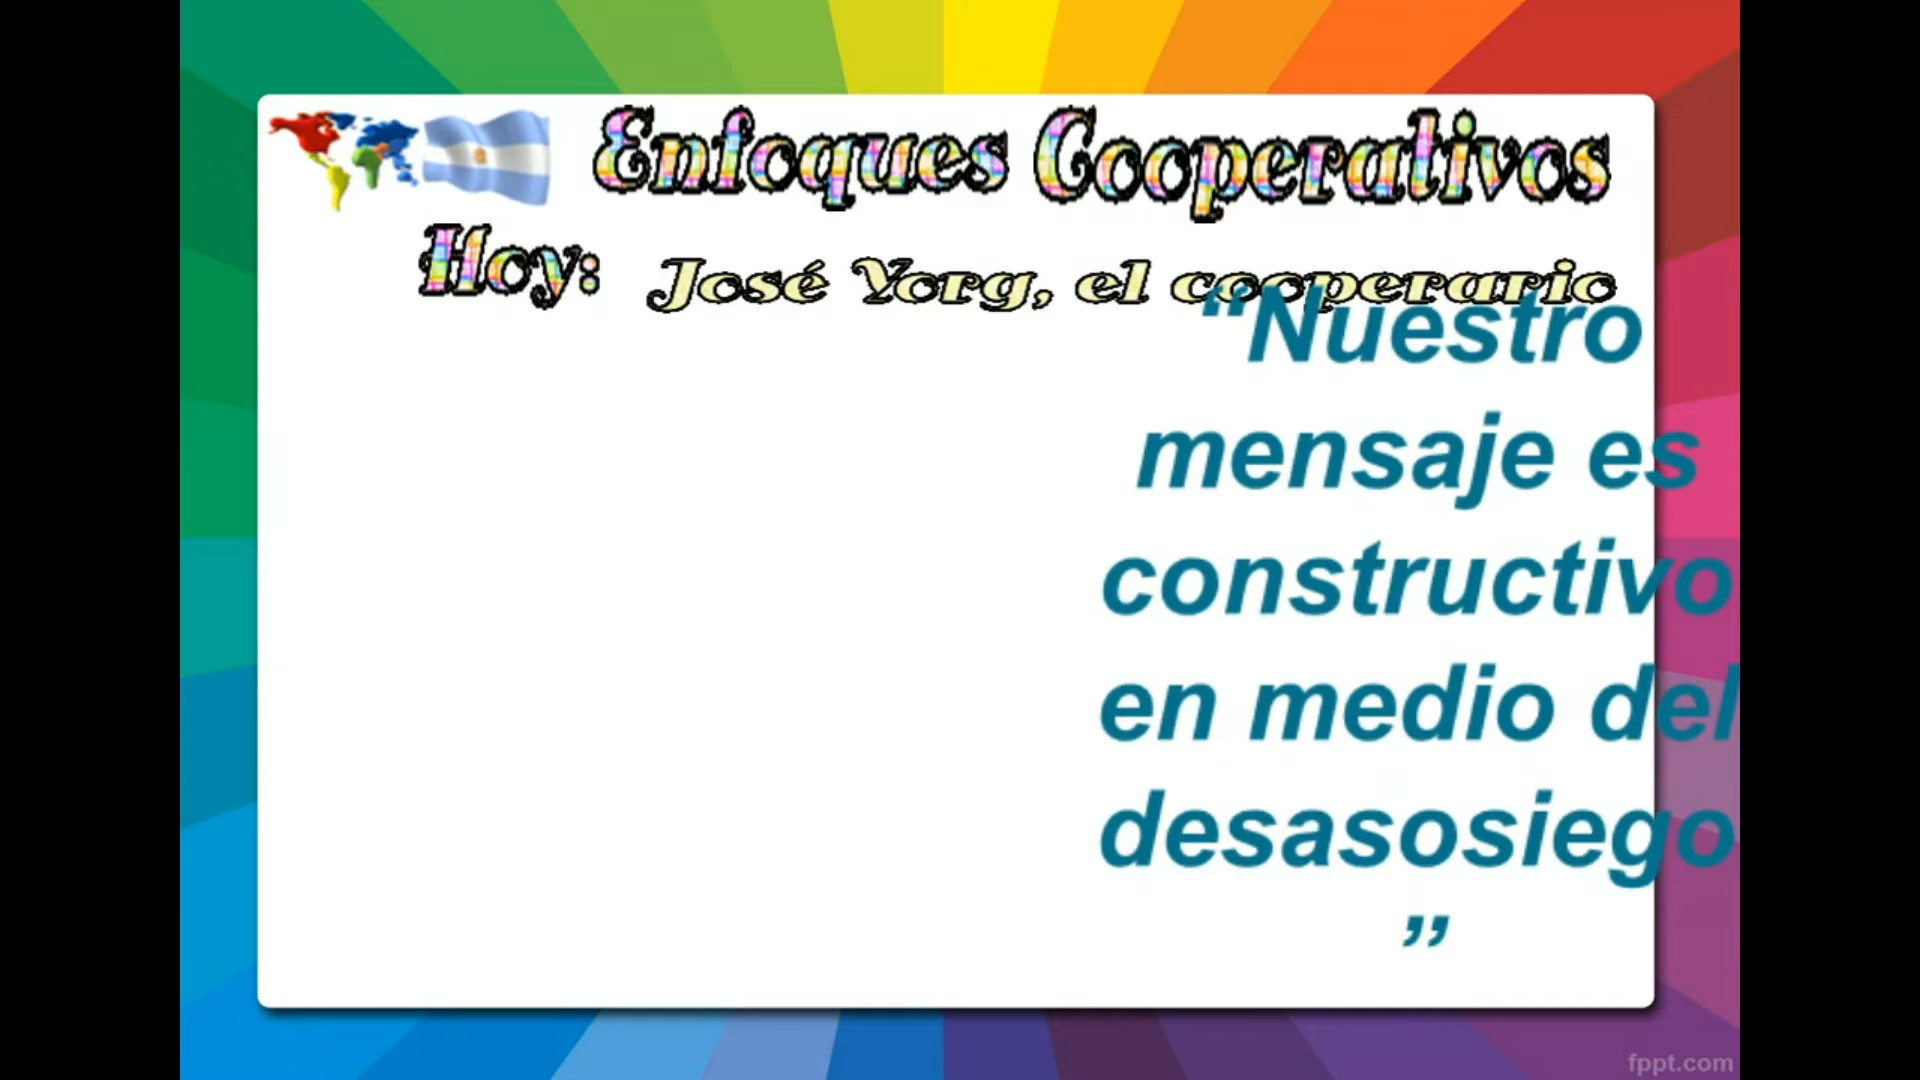 Enfoques Cooperativos
Hoy: José Yorg, el cooperario
“Nuestro
mensaje es
constructivo
en medio del
desasosiego
”
fppt.com